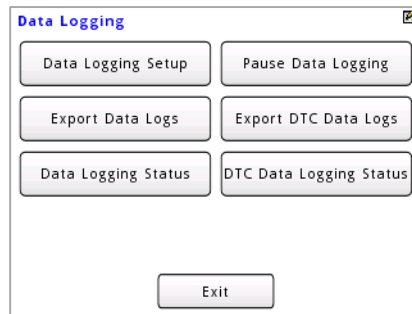 Data Logging
Data Logging Setup
Pause Data Logging
Export Data Logs
Export DTC Data Logs
Data Logging Status
DTC Data Logging Status
Exit